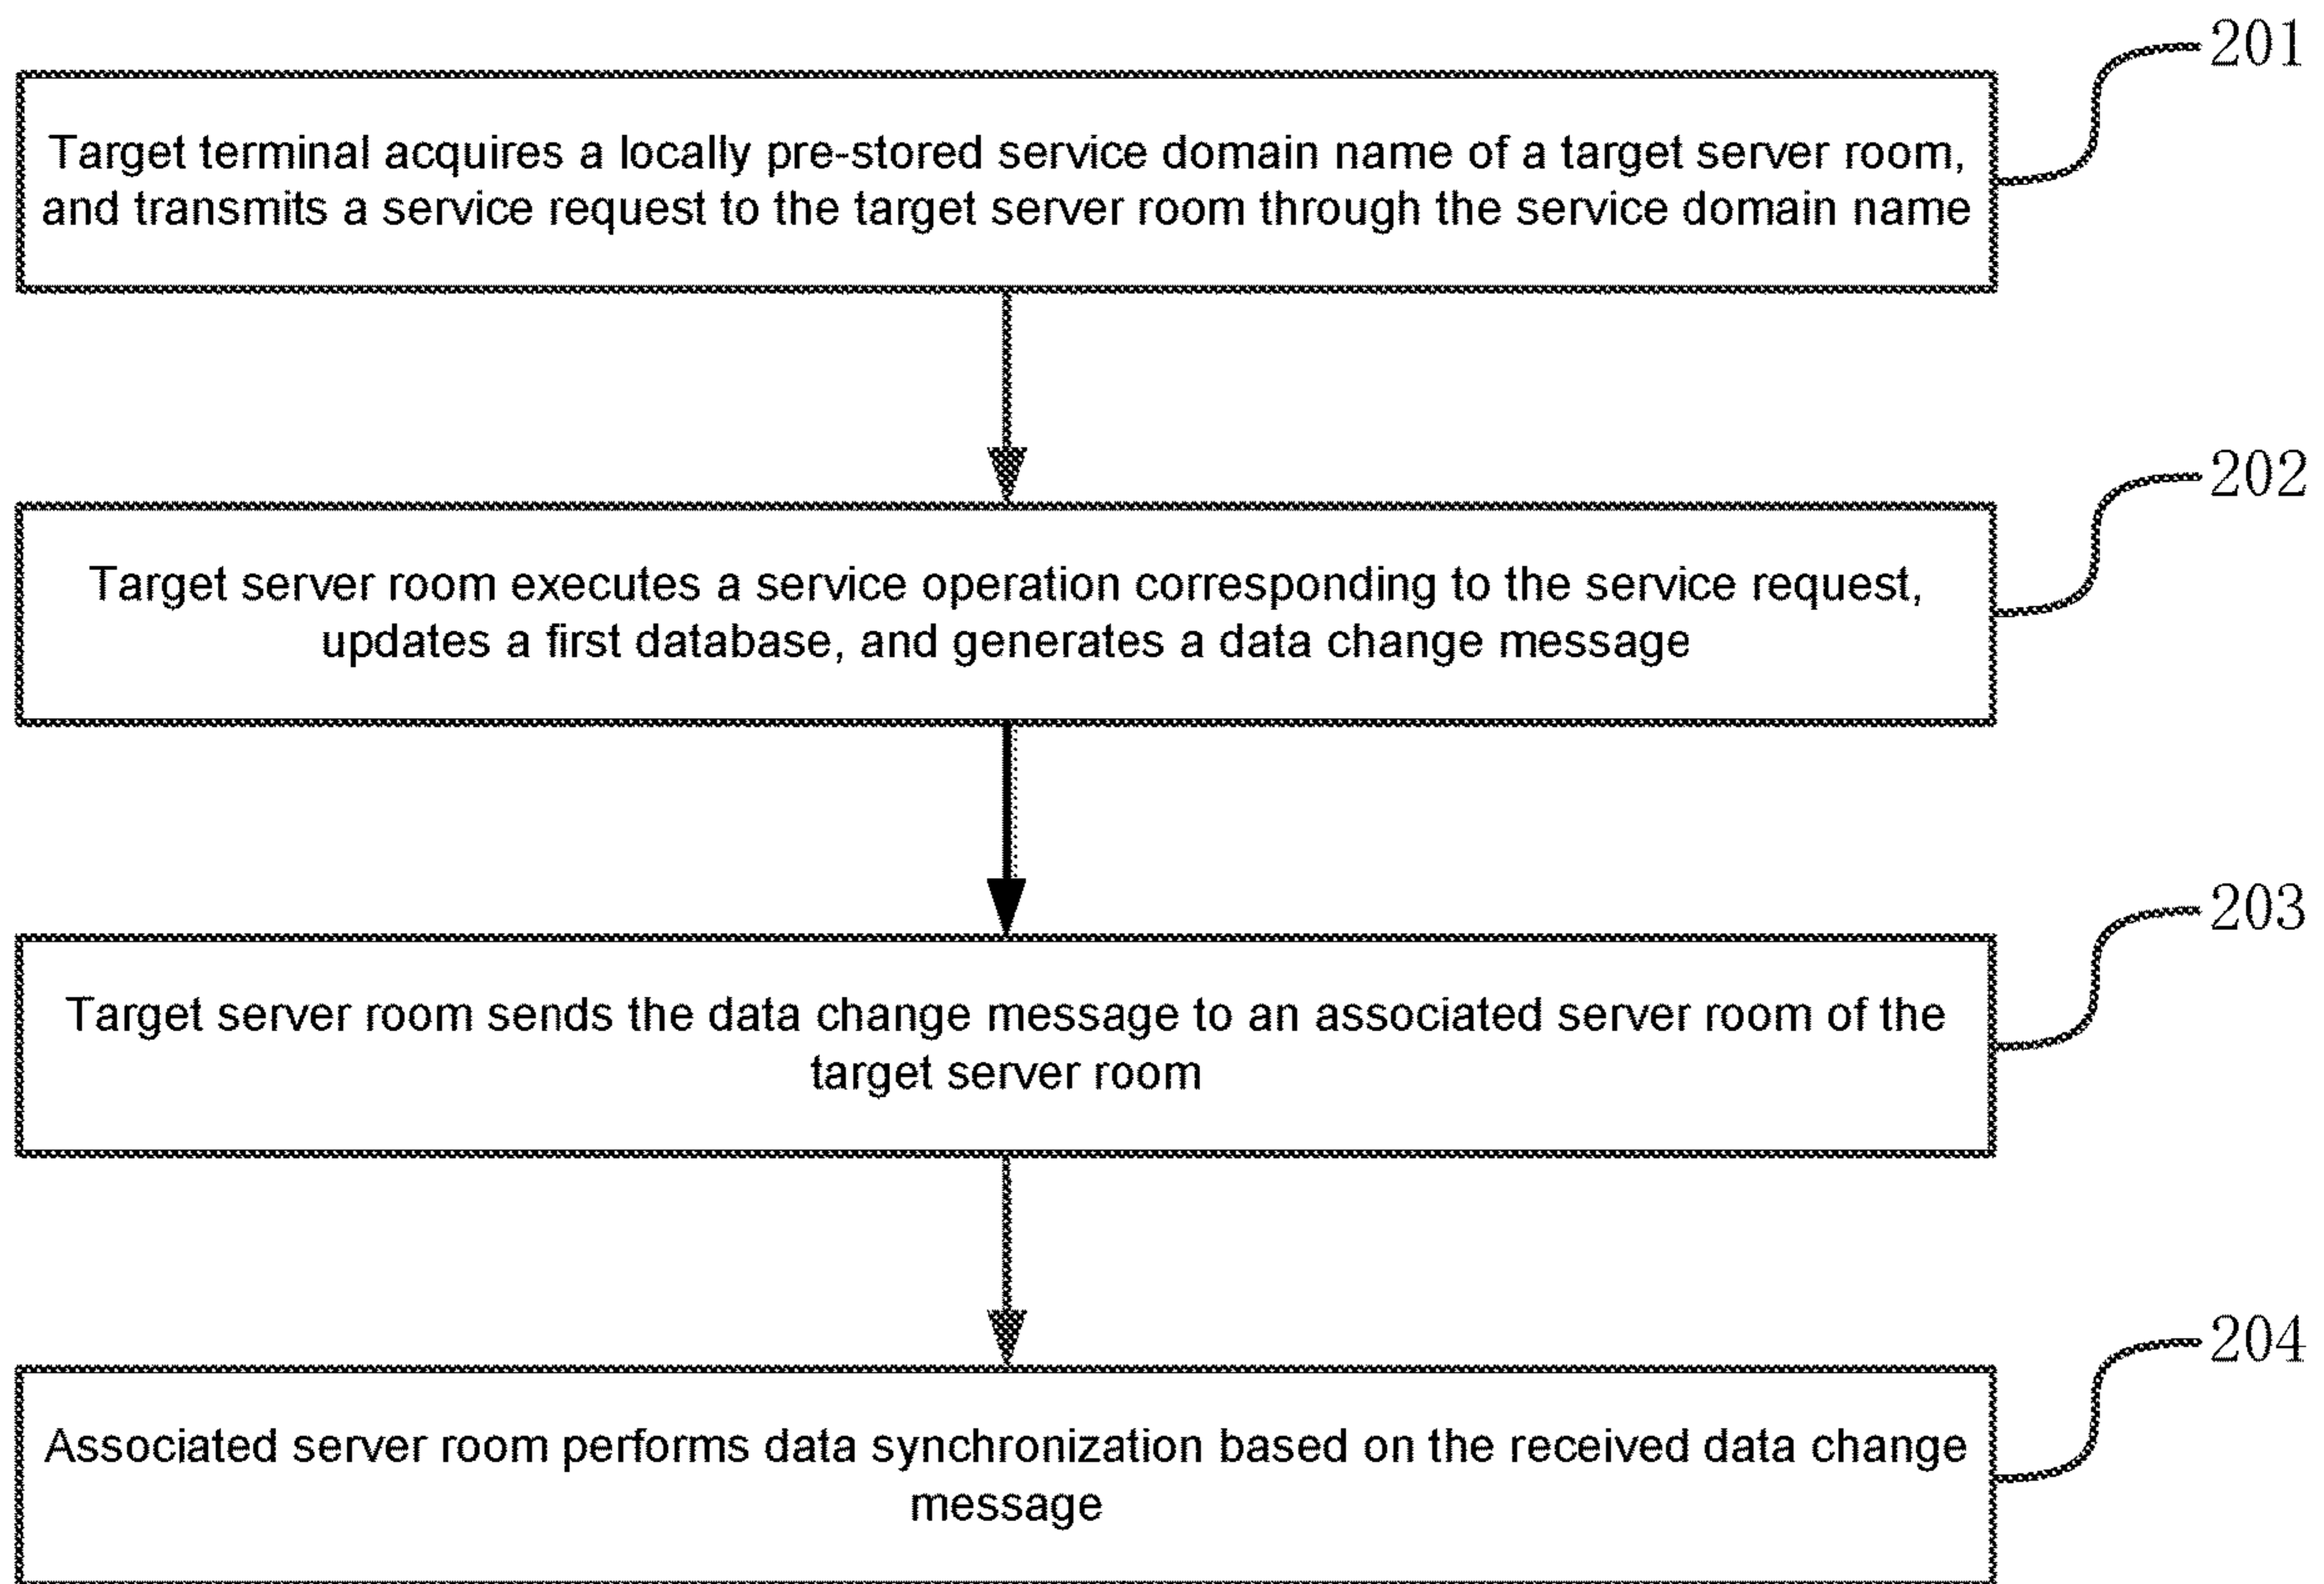 201
Target terminal acquires a locally pre-stored service domain name of a target server room,
and transmits a service request to the target server room through the service domain name
202
Target server room executes a service operation corresponding to the service request,
updates a first database, and generates a data change message
203
Target server room sends the data change message to an associated server room of the
target server room
204
Associated server room performs data synchronization based on the received data change
message